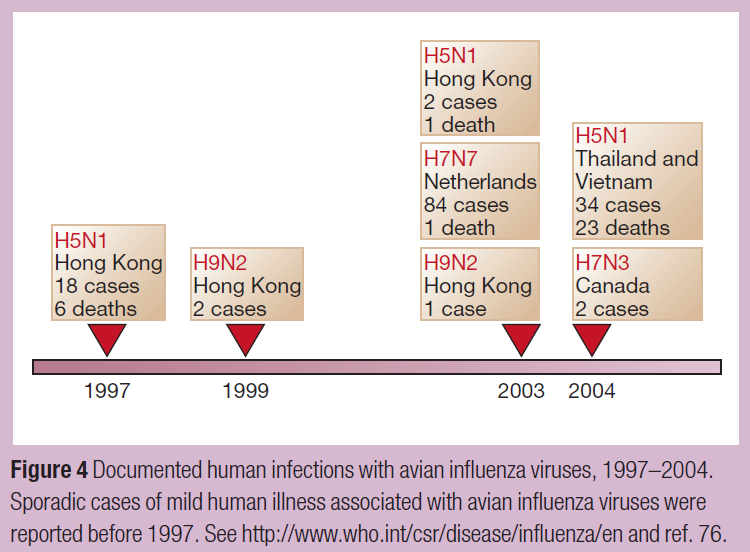 H5N1
Hong Kong
18 cases
6 deaths
H9N2
Hong Kong
2 cases
H5N1
Hong Kong
2 cases
1 death
H7N7
Netherlands
84 cases
1 death
H9N2
Hong Kong
1 case
H5N1
Thailand and
Vietnam
34 cases
23 deaths
H7N3
Canada
2 cases
1997
1999
2003
2004
Figure 4 Documented human infections with avian influenza viruses, 1997–2004.
Sporadic cases of mild human illness associated with avian influenza viruses were
reported before 1997. See http://www.who.int/csr/disease/influenza/en and ref. 76.